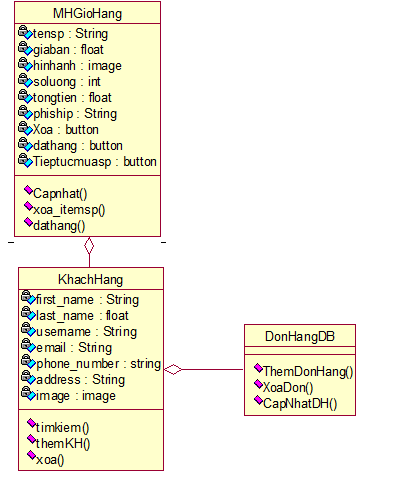 MHGioHang
tensp : String
giaban : float
hinhanh : image
soluong : int
tongtien : float
phiship : String
Xoa : button
dathang : button
Tieptucmuasp : button
Capnhat()
xoa_itemsp()
dathang()
KhachHang
first_name : String
last_name : float
username : String
email : String
phone_number : string
address : String
image : image
timkiem()
themKH()
xoa()
DonHangDB
ThemDonHang()
XoaDon()
CapNhatDH()